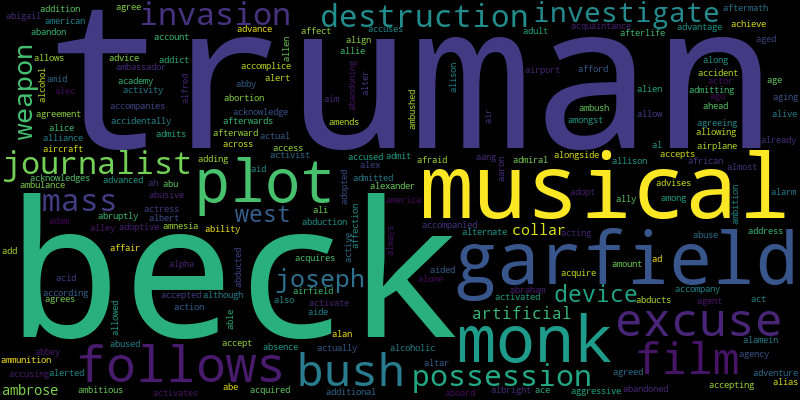 abigail addition agree
american
abandon
invasion
destruction
investigate
aftermath
accuses
acquaintance
achieve
account
advance
affect
align
adult
afterlife
advantage
aged
truman
weapon
alcohol
allows
alec
amid
advice
ambassador
academy
activity
addict
accomplice
abby
alert
allen
allie
alter
abandoning
alison
airport
afford
alien
along
accident
admitting
actor
age
agreement
alice
alliance
aircraft
accompanies
accidentally
admits
alfred
abortion
acknowledge
afterwards
afterward
actual
across
access
aim
amends
ambushed
air
ambush
amongst
ago
allow
ahead
aging
alive
allowing
airplane
agreeing
already
al
journalist
adding
aid
activist
accused
admit
afraid
aang
admiral
aaron
alongside
allison
accepts
african
almost
acknowledges
ambulance
advanced
ah
abu
alex
admitted
alexander
plot
musical
adopt
ally
advises
among
ambition
alarm
mass
abusive
actress
albert
abruptly
adam
alley
adoptive
amnesia
west
ali
abduction
adopted
america
affection
active
always
accompanied
alternate
collar
acting
abuse
address
add
affair
ability
abducted
acquires
beck
garfield
acid
alpha
joseph
aided
alone
acquire
amount
ad
according
agrees
accepted
although
action
also
airfield
activate
abraham
activated
device
abducts
accompany
agent
act
allowed
able
aide
artificial
monk
excuse
alan
abused
accept
absence
actually
alcoholic
film
alamein
agency
abbey
ammunition
accusing
alerted
follows
bush
altar
possession
agreed
adventure
abandoned
accepting
alias
ambrose
ambitious
activates
abe
acquired
additional
aboard
albright
ace
aggressive